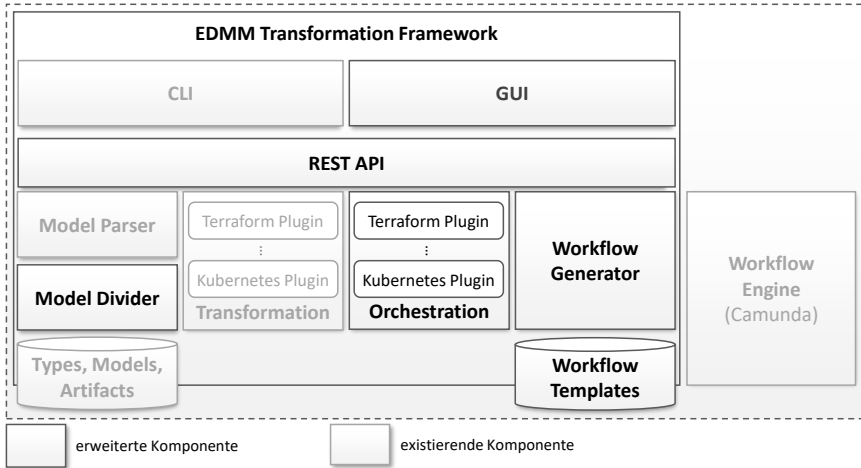 EDMM Transformation Framework
CLI
GUI
REST API
Model Parser
Model Divider
Terraform Plugin
Kubernetes Plugin
Transformation
Terraform Plugin
Kubernetes Plugin
Orchestration
Workflow
Generator
Workflow
Engine
(Camunda)
Types, Models,
Artifacts
Workflow
Templates
erweiterte Komponente
existierende Komponente